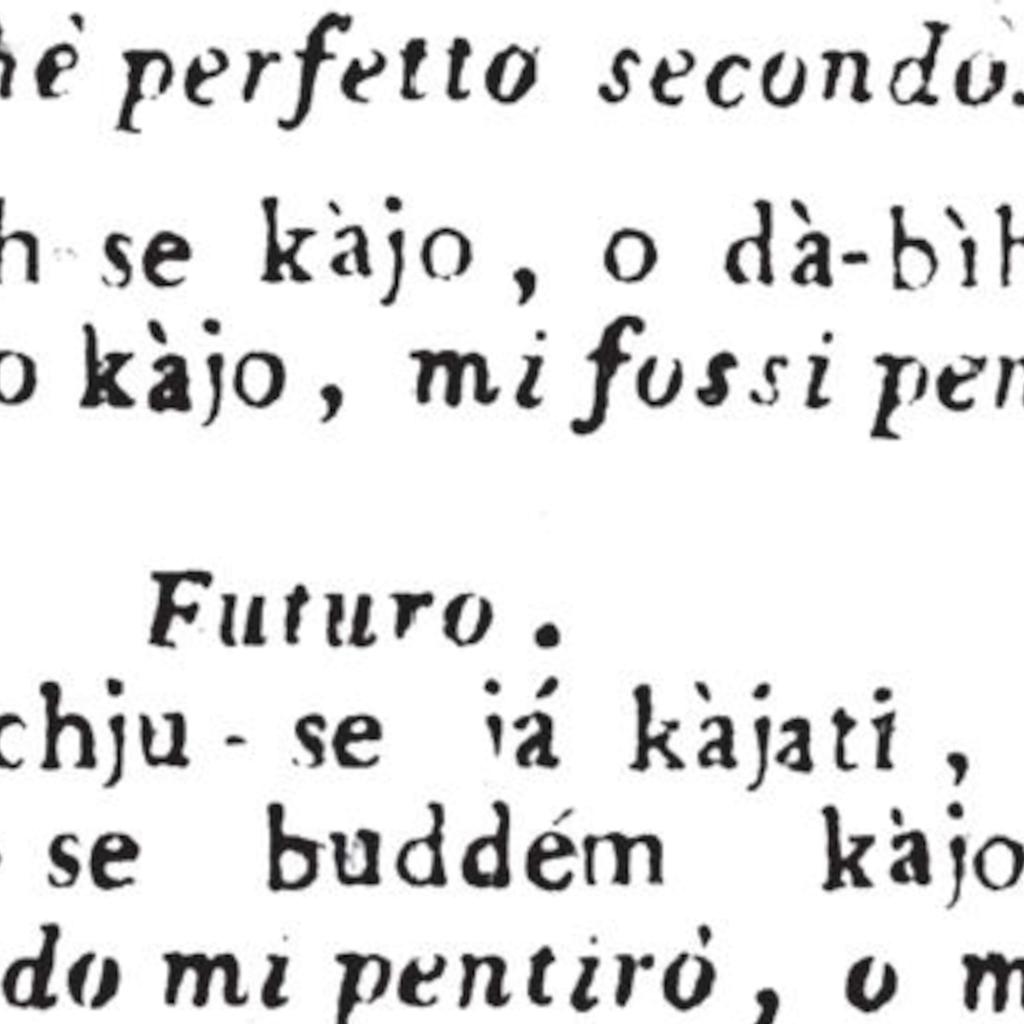 hè perfetto secondo.
h se kàjo, o dà-bìh
o kàjo, mi fossi pen
Futuro.
chju-se iá kàjati,
se buddém kàjo
do mi pentirò, o m